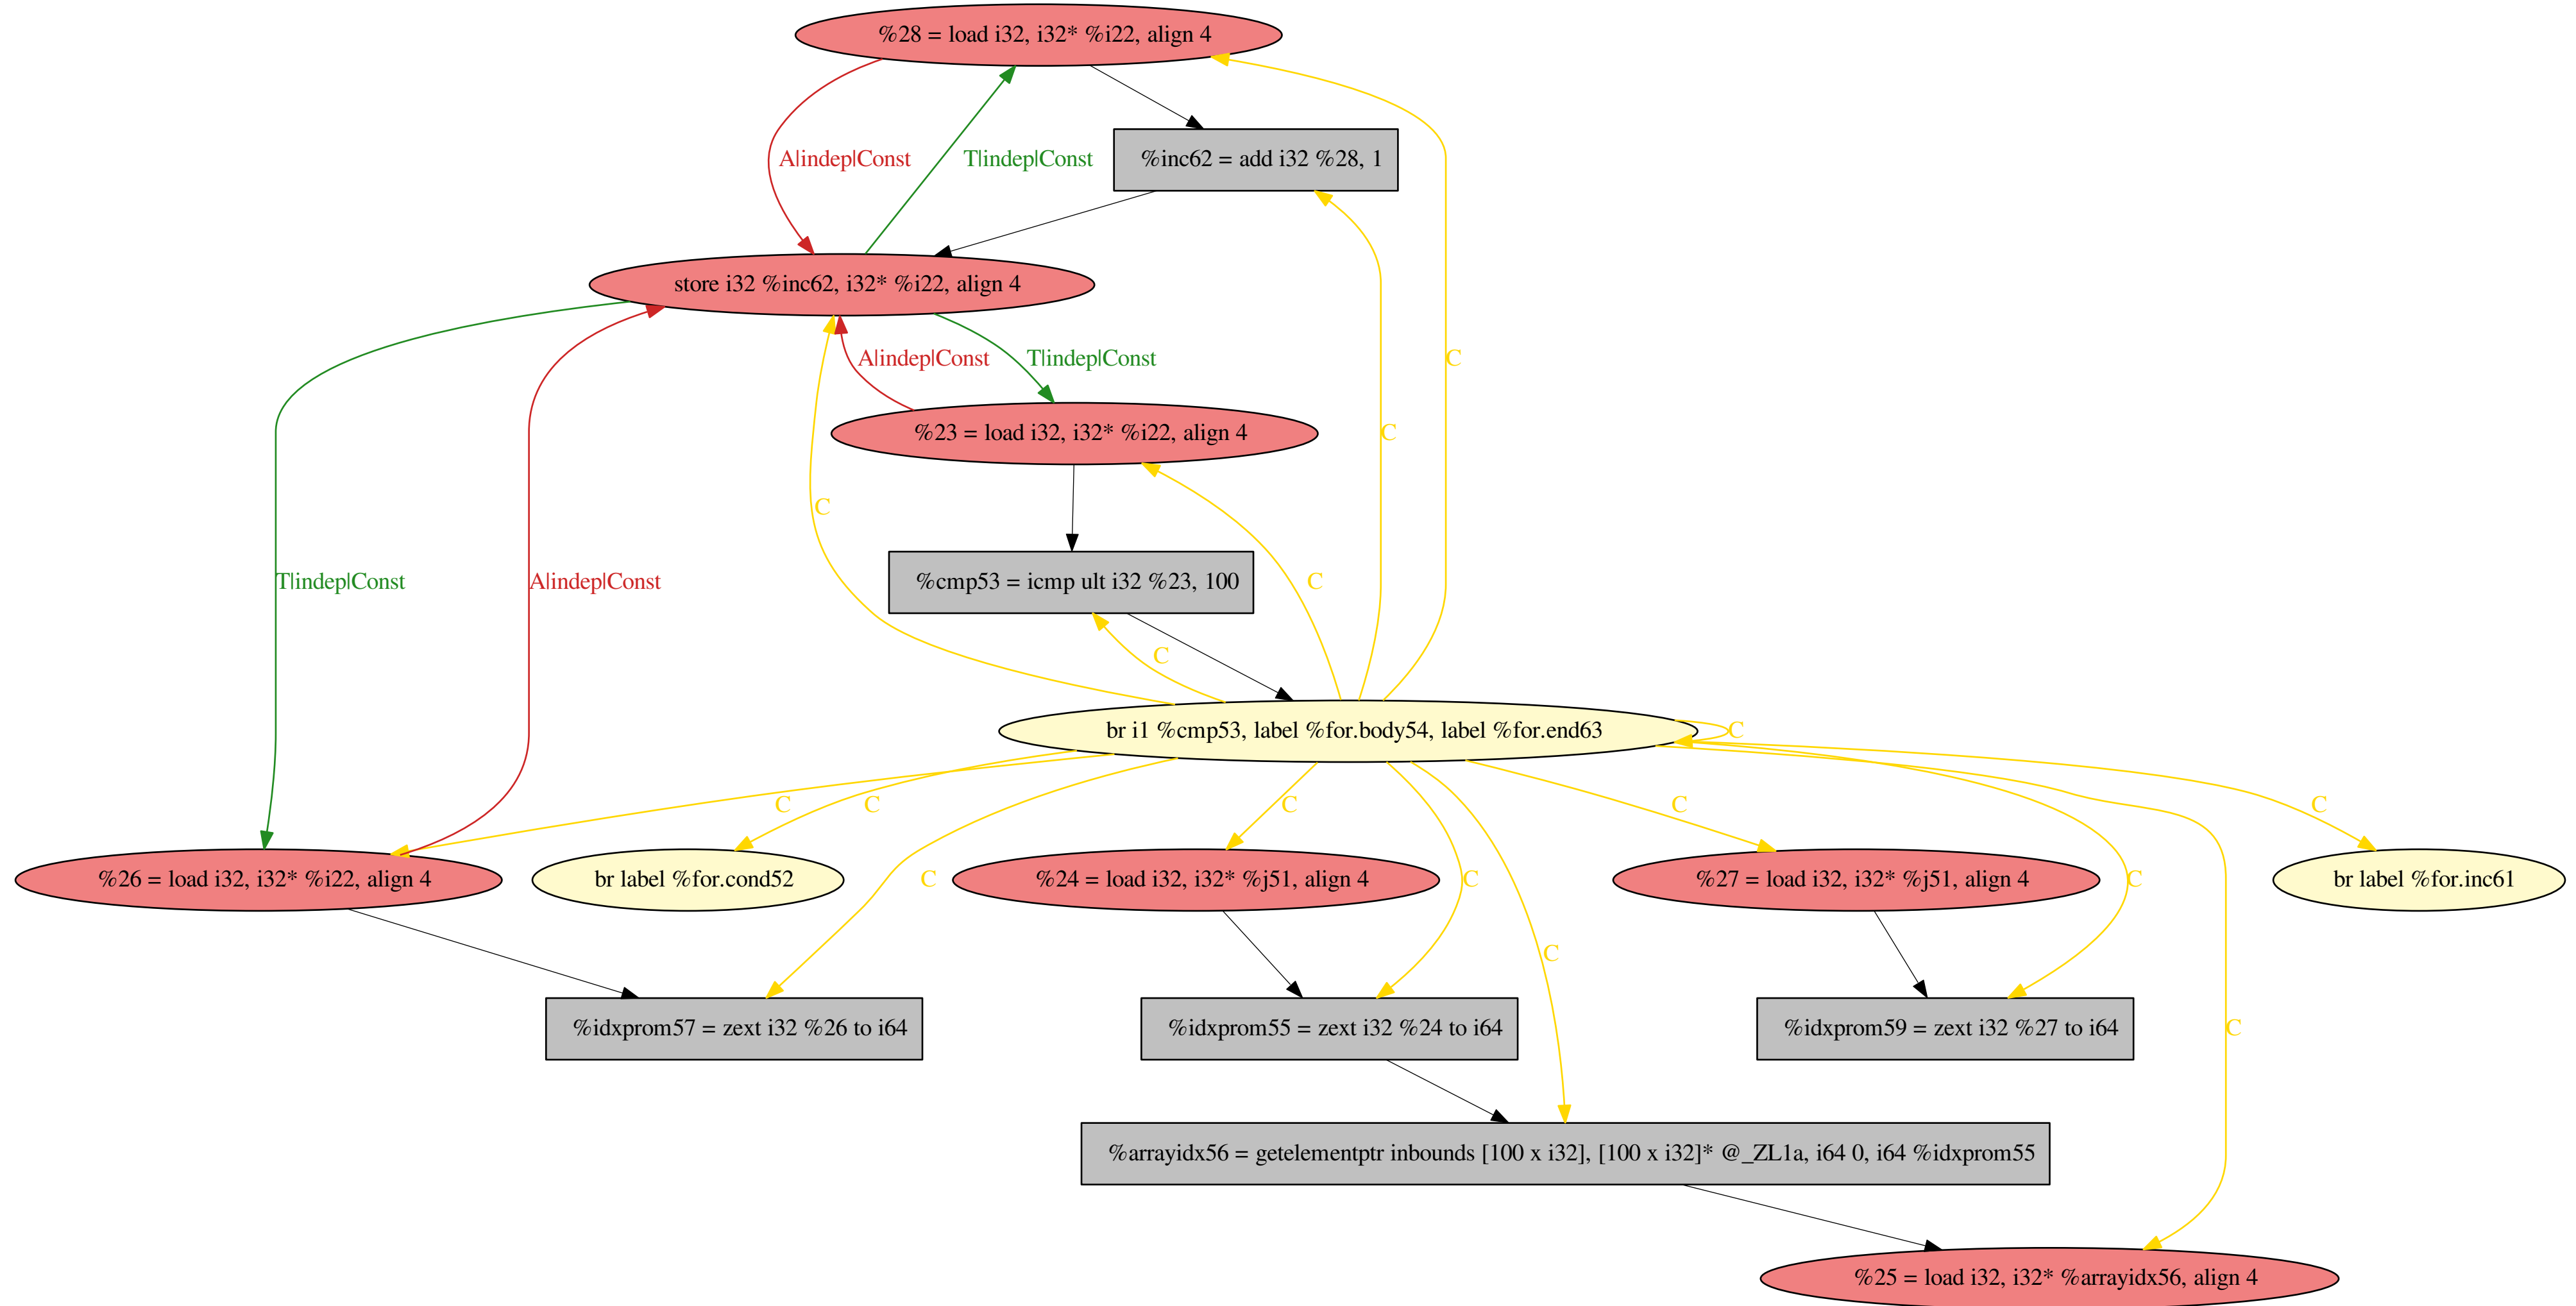 %28 = load i32, i32* %i22, align 4
A|indep|Const
T|indep|Const
%inc62 = add i32 %28, 1
store i32 %inc62, i32* %i22, align 4
A|indep|Const
T|indep|Const
C
%23 = load i32, i32* %i22, align 4
C
C
T|indep|Const
A|indep|Const
%cmp53 = icmp ult i32 %23, 100
C
C
br i1 %cmp53, label %for.body54, label %for.end63
C
C
C
C
C
C
%26 = load i32, i32* %i22, align 4
br label %for.cond52
C
%24 = load i32, i32* %j51, align 4
C
%27 = load i32, i32* %j51, align 4
C
br label %for.inc61
C
%idxprom57 = zext i32 %26 to i64
%idxprom55 = zext i32 %24 to i64
%idxprom59 = zext i32 %27 to i64
C
%arrayidx56 = getelementptr inbounds [100 x i32], [100 x i32]* @_ZL1a, i64 0, i64 %idxprom55
%25 = load i32, i32* %arrayidx56, align 4